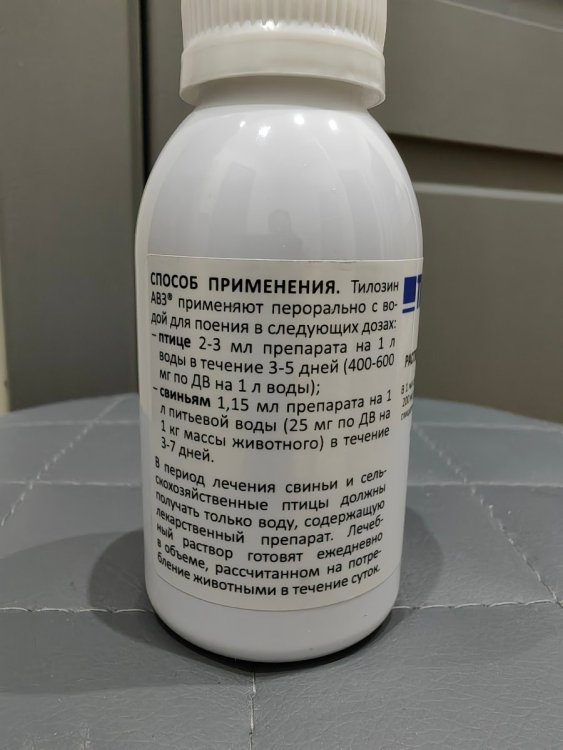 СПОСОБ ПРИМЕНЕНИЯ. Тилозин
АВЗ® применяют перорально с во-
дой для поения в следующих дозах:
– птице 2-3 мл препарата на 1 л
воды в течение 3-5 дней (400-600
мг по ДВ на 1 л воды);
– свиньям 1,15 мл препарата на 1
л питьевой воды (25 мг по ДВ на
1 кг массы животного) в течение
3-7 дней.
В период лечения свиньи и сель-
скохозяйственные птицы должны
получать только воду, содержащую
лекарственный препарат. Лечеб-
ный раствор готовят ежедневно
в объеме, рассчитанном на потре-
бление животными в течение суток.